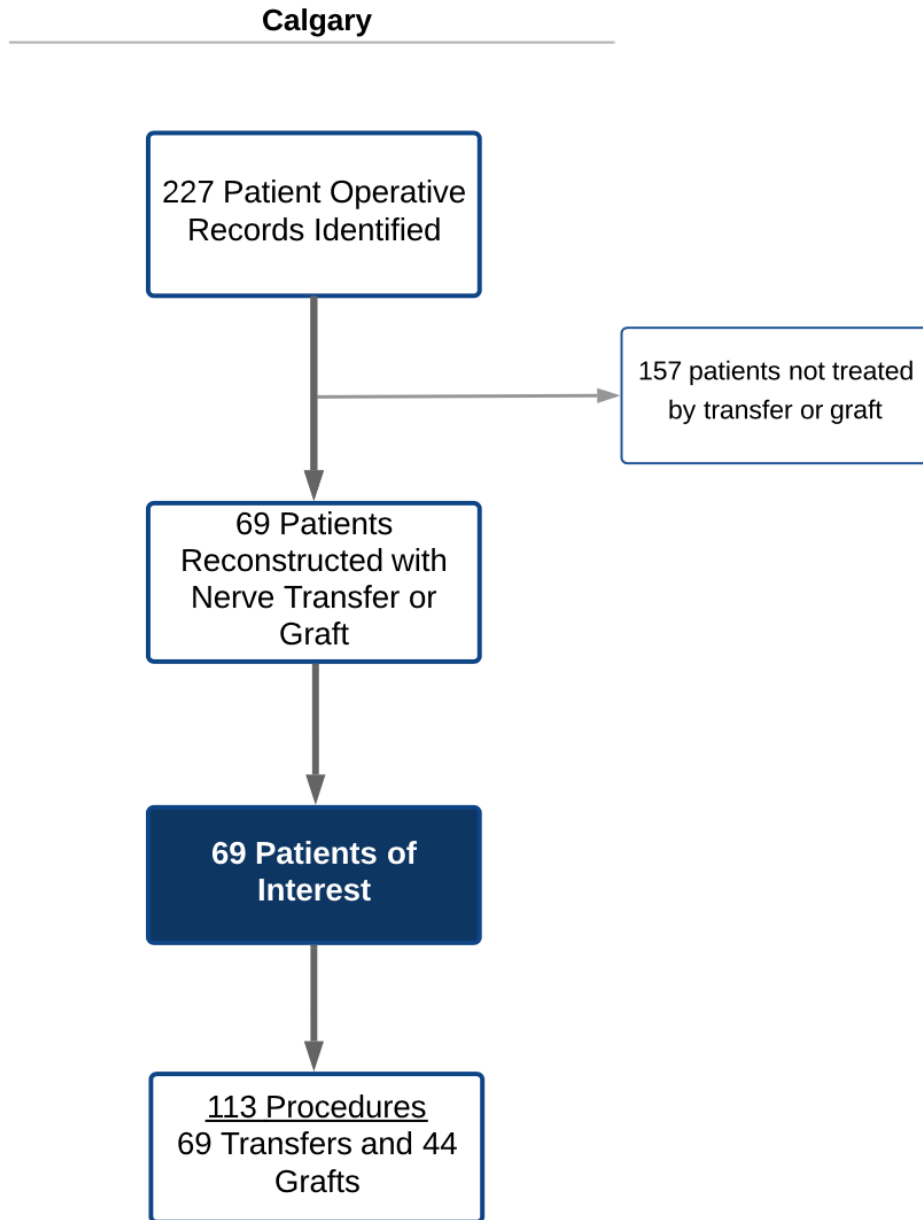 Calgary
227 Patient Operative
Records Identified
157 patients not treated
by transfer or graft
69 Patients
Reconstructed with
Nerve Transfer or
Graft
69 Patients of
Interest
113 Procedures
69 Transfers and 44
Grafts